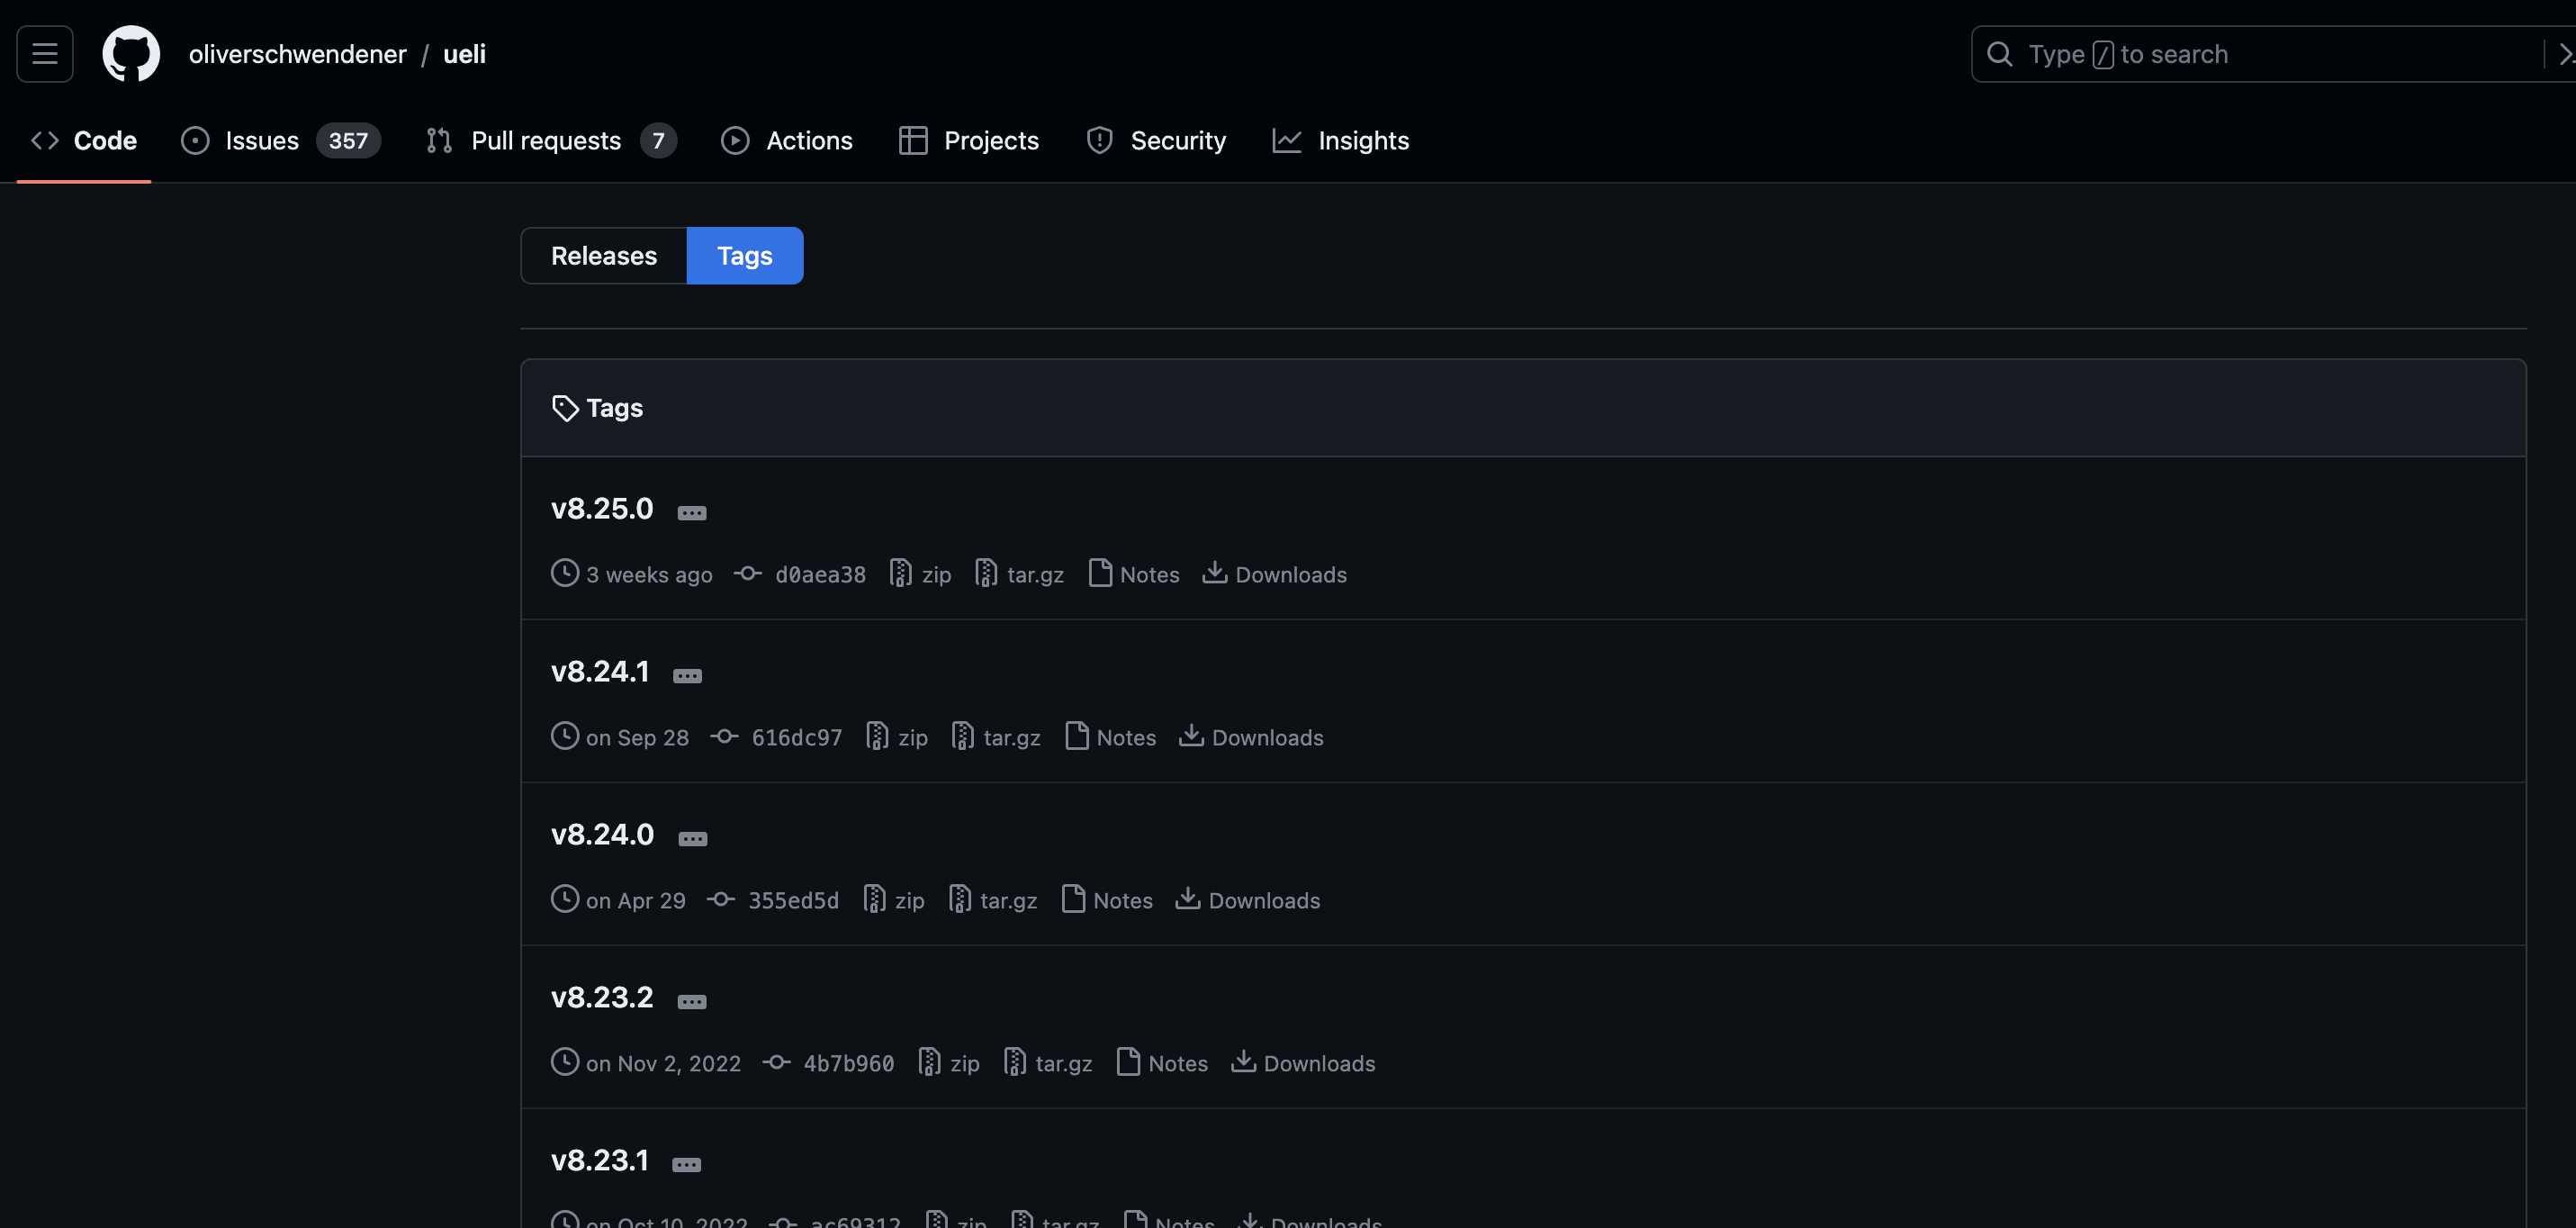 oliverschwendener / ueli
Type / to search
Code Issues 357 Pull requests 7 Actions Projects Security Insights
Releases Tags
Tags
v8.25.0
3 weeks ago d0aea38 zip tar.gz Notes Downloads
v8.24.1
on Sep 28 616dc97 zip tar.gz Notes Downloads
v8.24.0
on Apr 29 355ed5d zip tar.gz Notes Downloads
v8.23.2
on Nov 2, 2022 4b7b960 zip tar.gz Notes Downloads
v8.23.1
on Oct 10, 2022 ac69312 zip tar.gz Notes Downloads